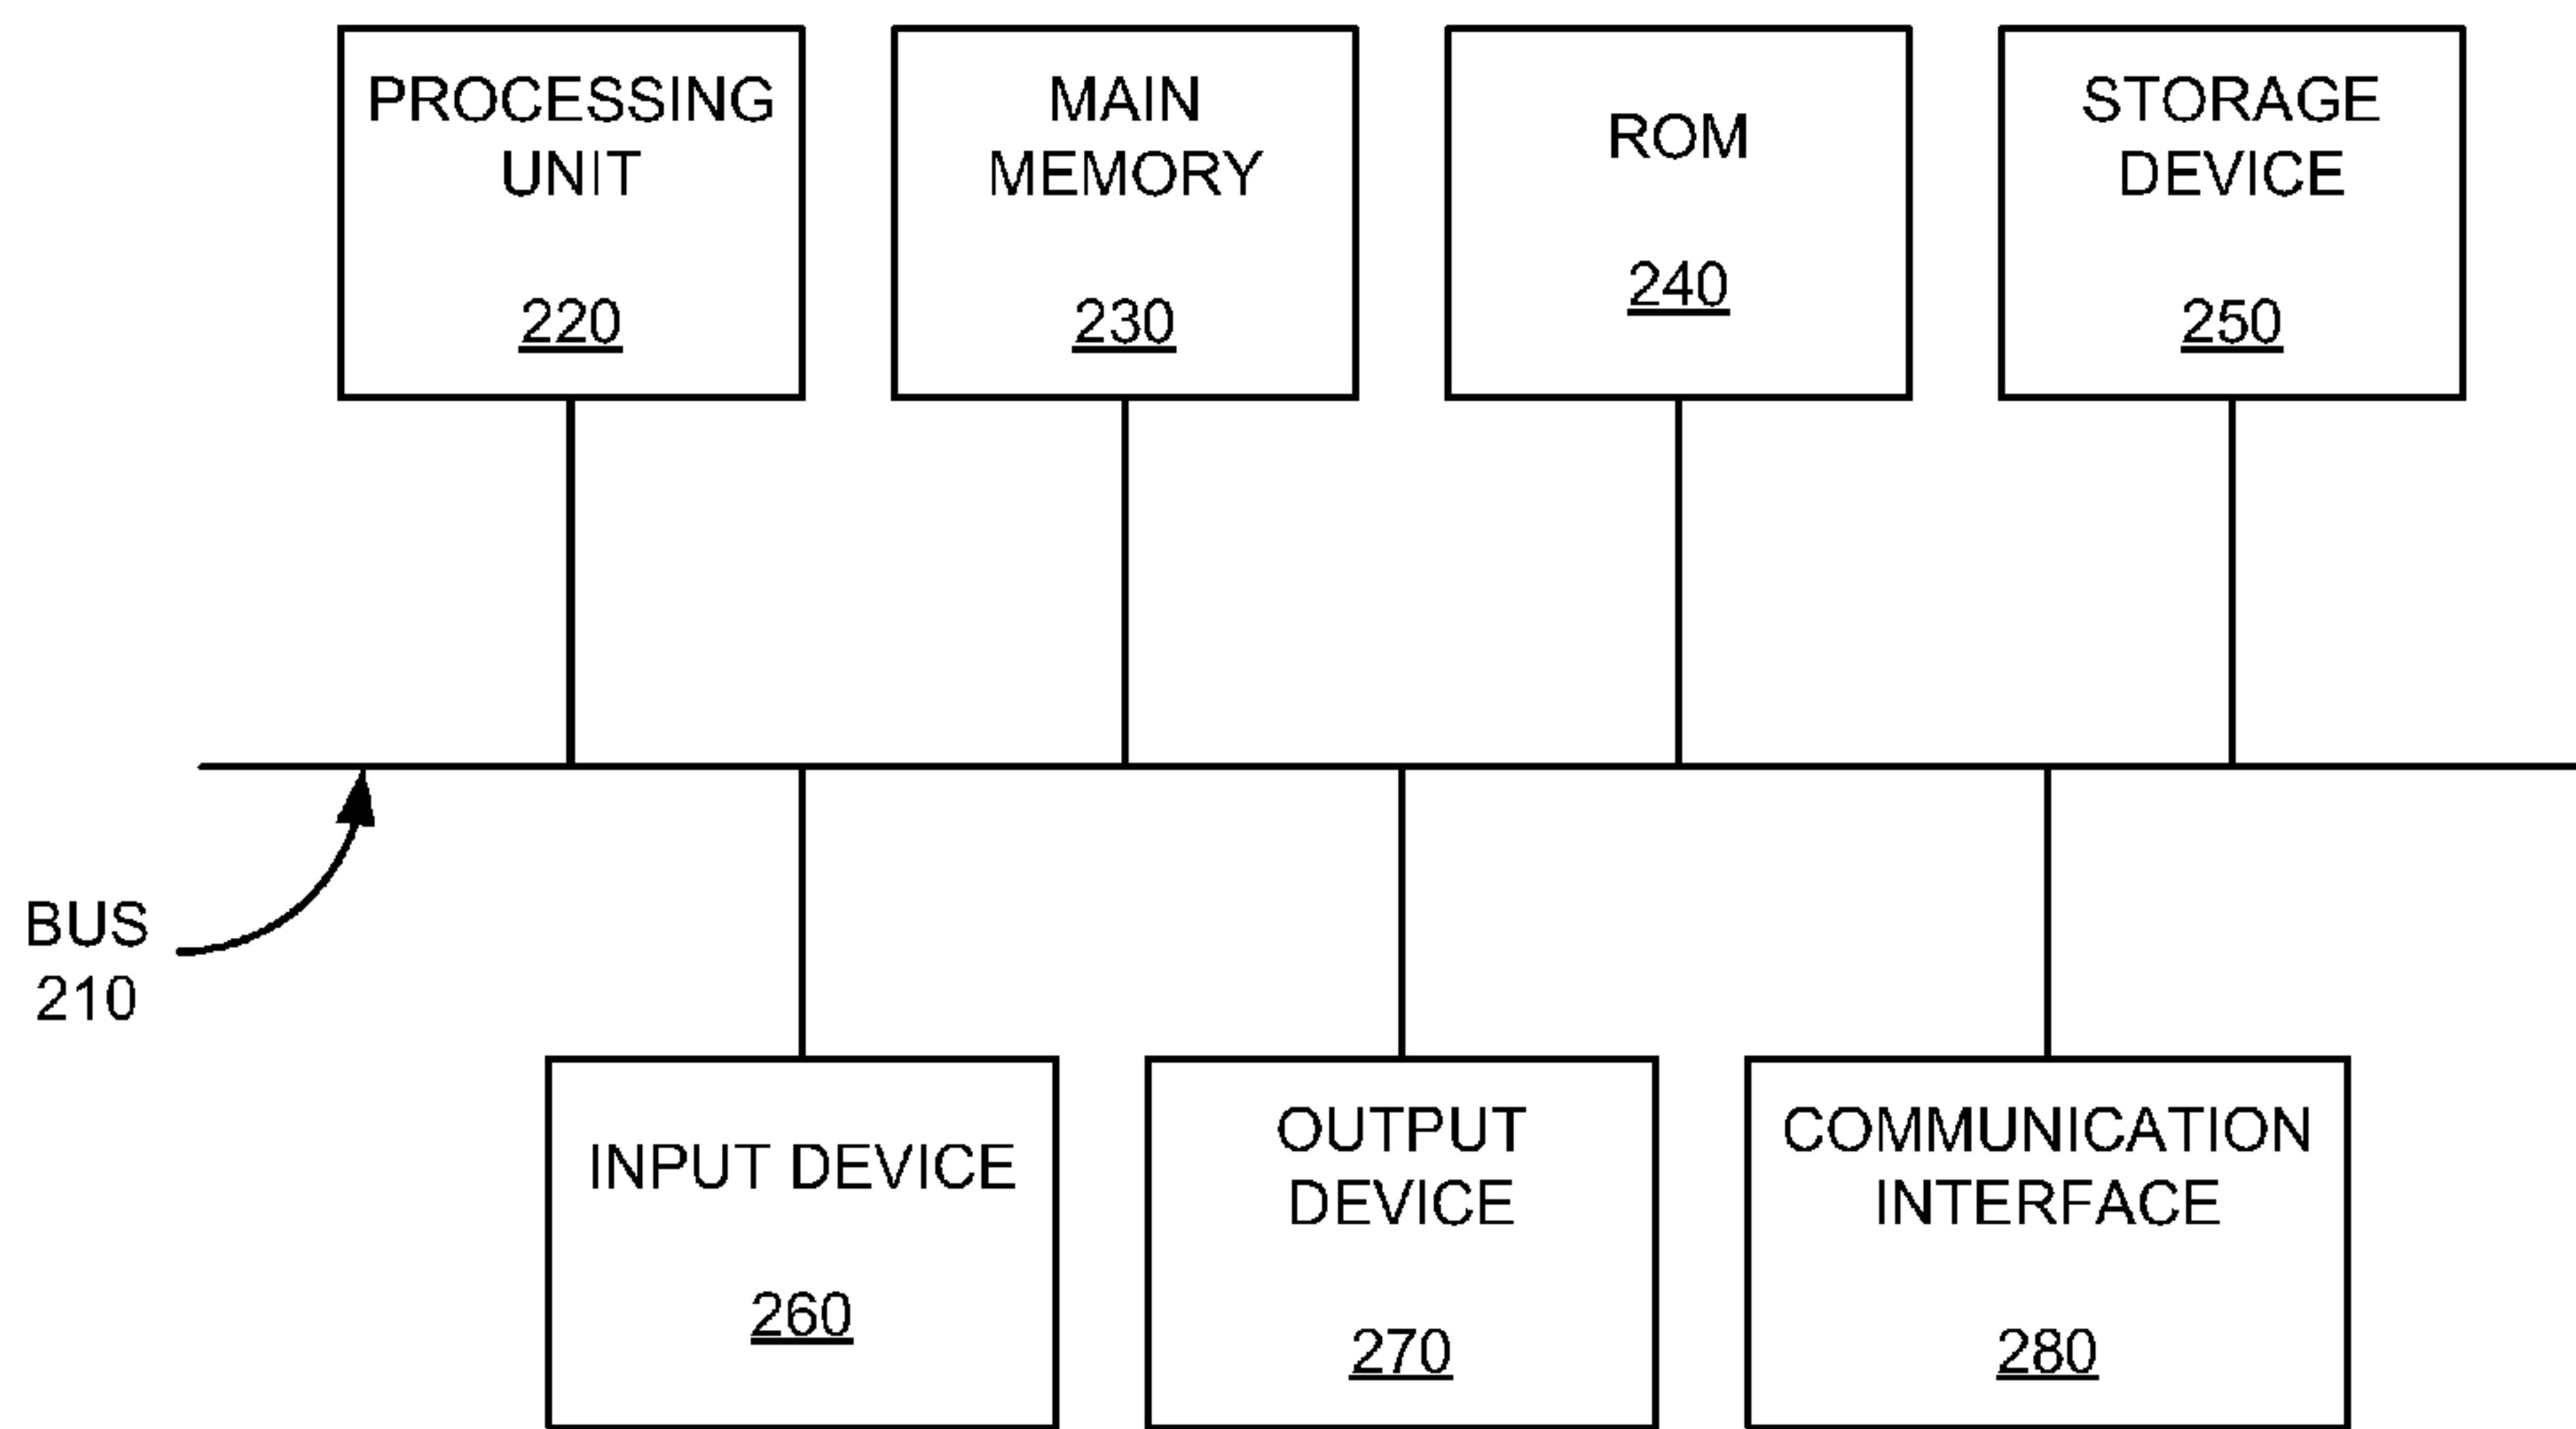 PROCESSING
UNIT
220
MAIN
MEMORY
230
ROM
240
STORAGE
DEVICE
250
BUS
210
INPUT DEVICE
260
OUTPUT
DEVICE
270
COMMUNICATION
INTERFACE
280